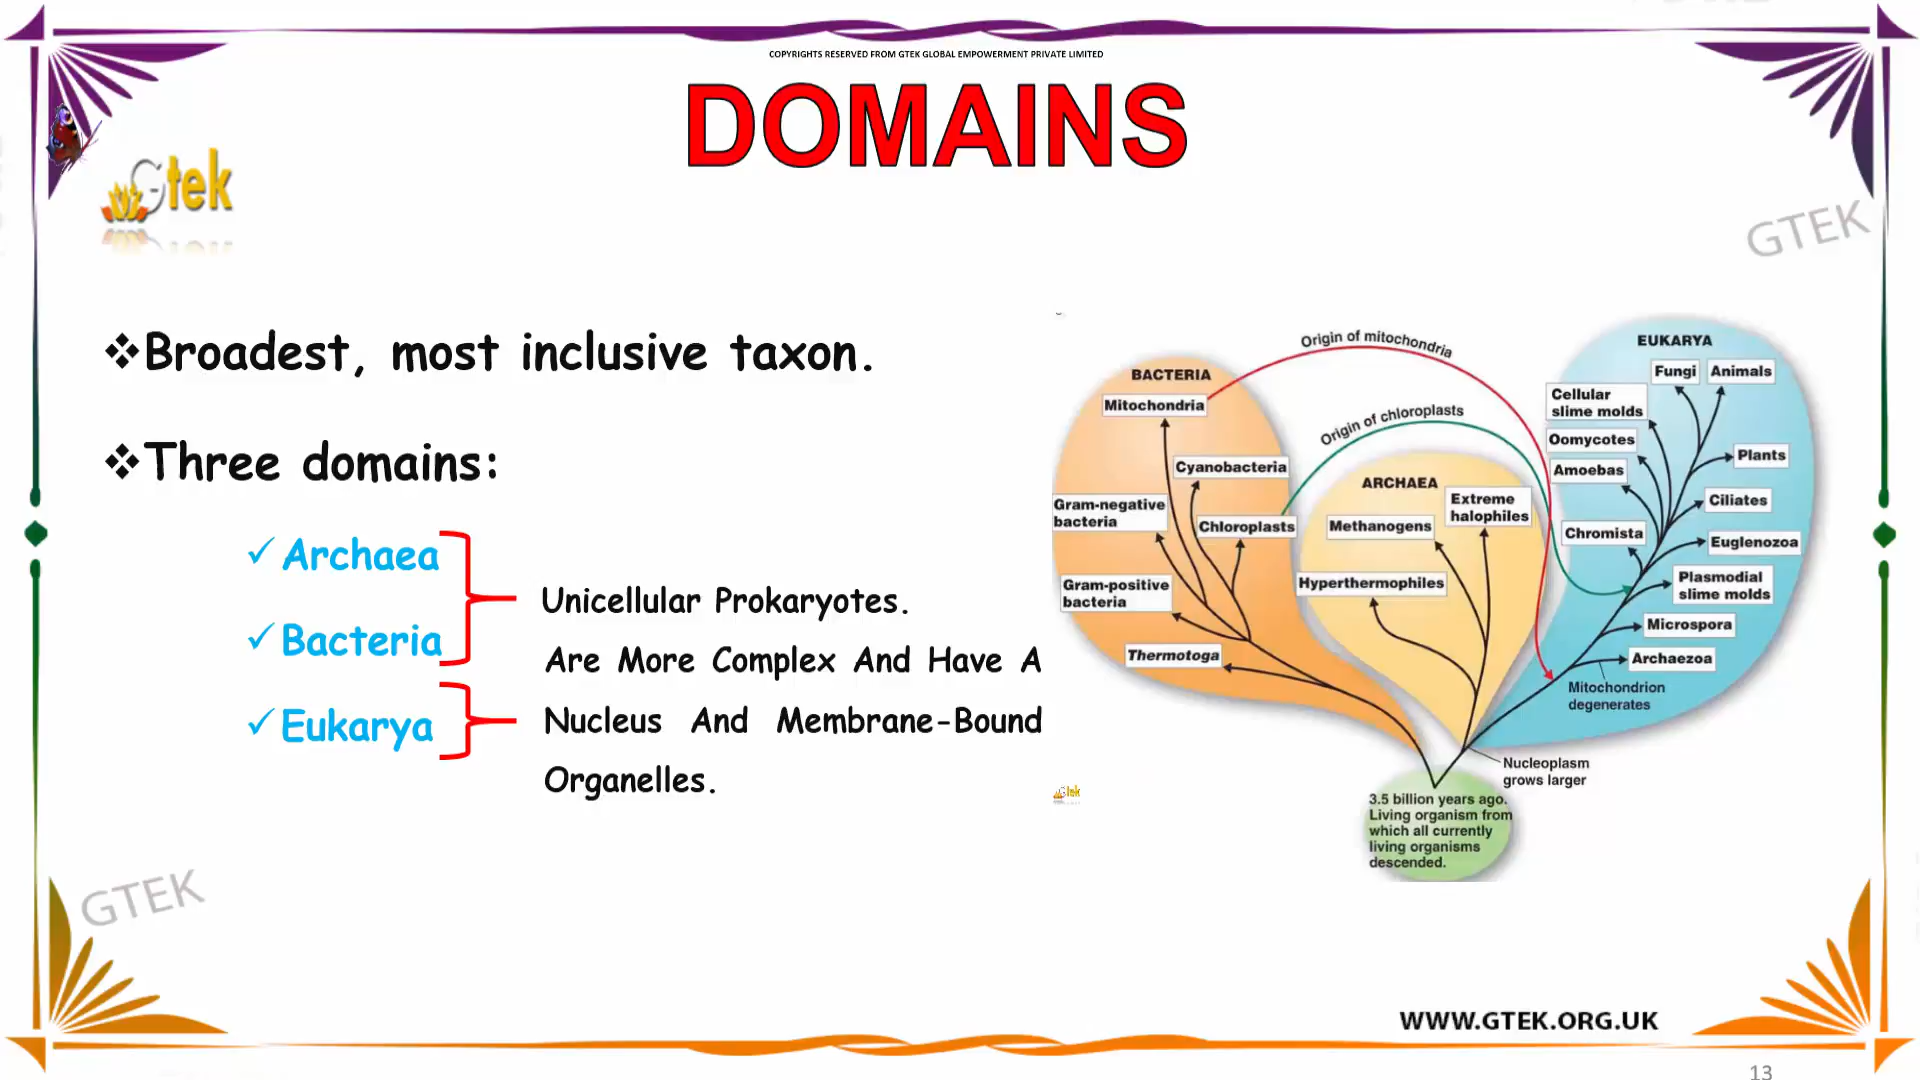 COPYRIGHTS RESERVED FROM GTEK GLOBAL EMPOWERMENT PRIVATE LIMITED
DOMAINS
Gtek
GTEK
❖Broadest, most inclusive taxon.
❖Three domains:
✓Archaea
✓Bacteria
✓Eukarya
Unicellular Prokaryotes.
Are More Complex And Have A
Nucleus And Membrane-Bound
Organelles.
Origin of mitochondria
Origin of chloroplasts
BACTERIA
Mitochondria
Cyanobacteria
Gram-negative
bacteria
Chloroplasts
Gram-positive
bacteria
Thermotoga
ARCHAEA
Extreme
halophiles
Methanogens
Hyperthermophiles
EUKARYA
Fungi
Animals
Cellular
slime molds
Oomycotes
Amoebas
Plants
Ciliates
Chromista
Euglenozoa
Plasmodial
slime molds
Microspora
Archaezoa
Mitochondrion
degenerates
Nucleoplasm
grows larger
3.5 billion years ago.
Living organism from
which all currently
living organisms
descended.
Gtek
GTEK
WWW.GTEK.ORG.UK
13